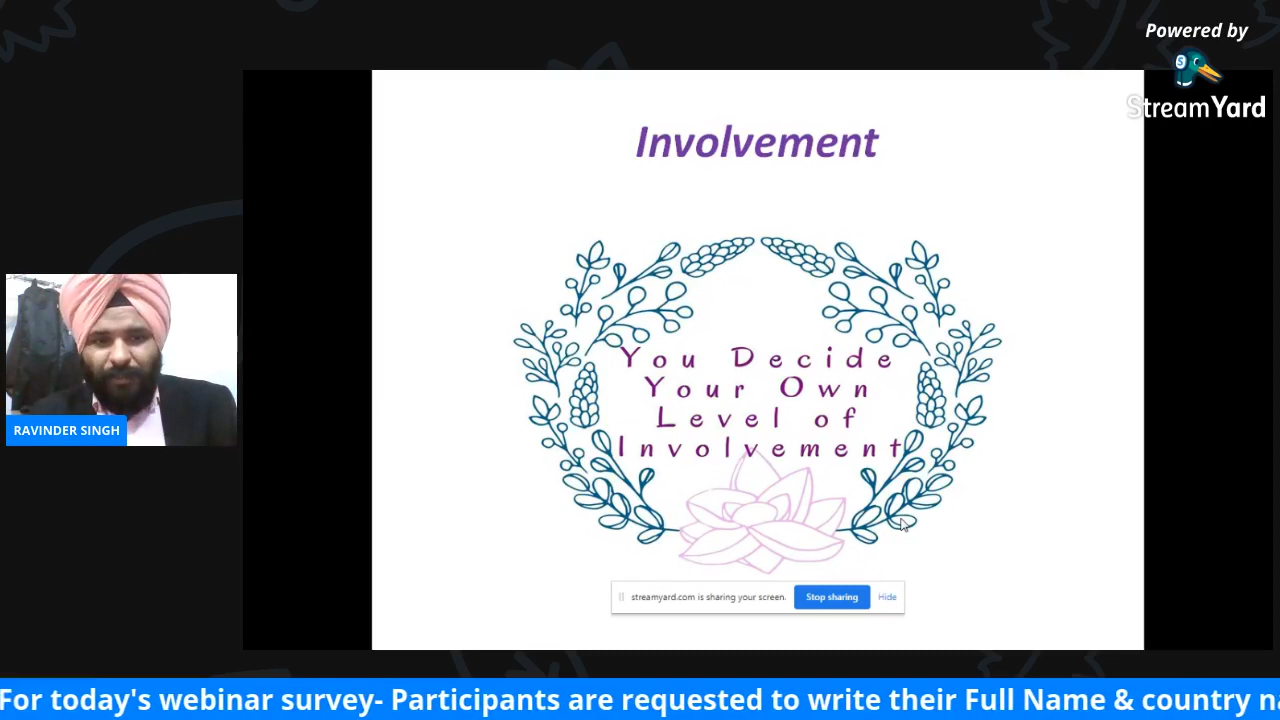 Powered by
StreamYard
Involvement
You Decide
Your Own
Level of
Involvement
RAVINDER SINGH
streamyard.com is sharing your screen.
Stop sharing
Hide
For today's webinar survey- Participants are requested to write their Full Name & country